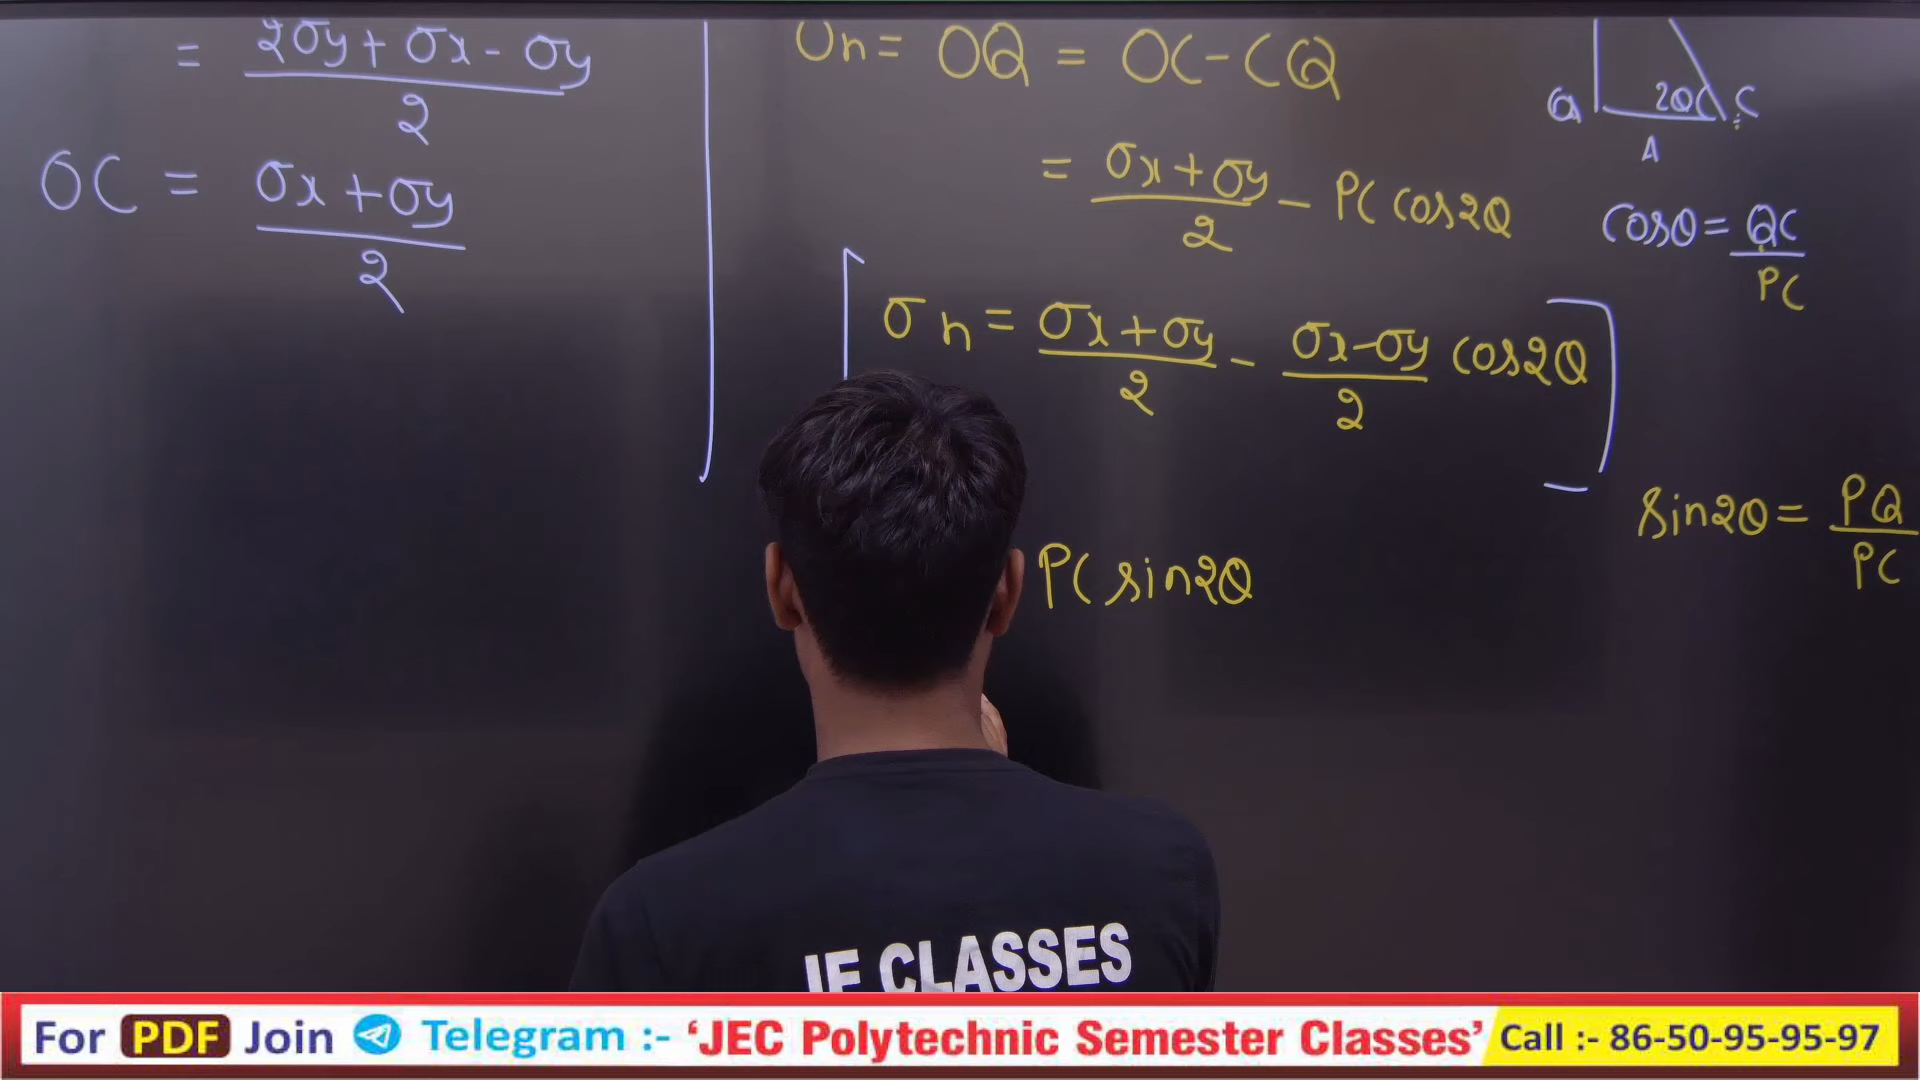 = 2σy + σx - σy / 2
OC = σx + σy / 2
σn = OQ = OC - CQ
= σx + σy / 2 - PC cos2θ
σn = σx + σy / 2 - σx - σy / 2 cos2θ
PC sin2θ
Q 2θ C
A
cosθ = QC / PC
sin2θ = PQ / PC
CLASSES
For PDF Join Telegram :- ‘JEC Polytechnic Semester Classes’ Call :- 86-50-95-95-97